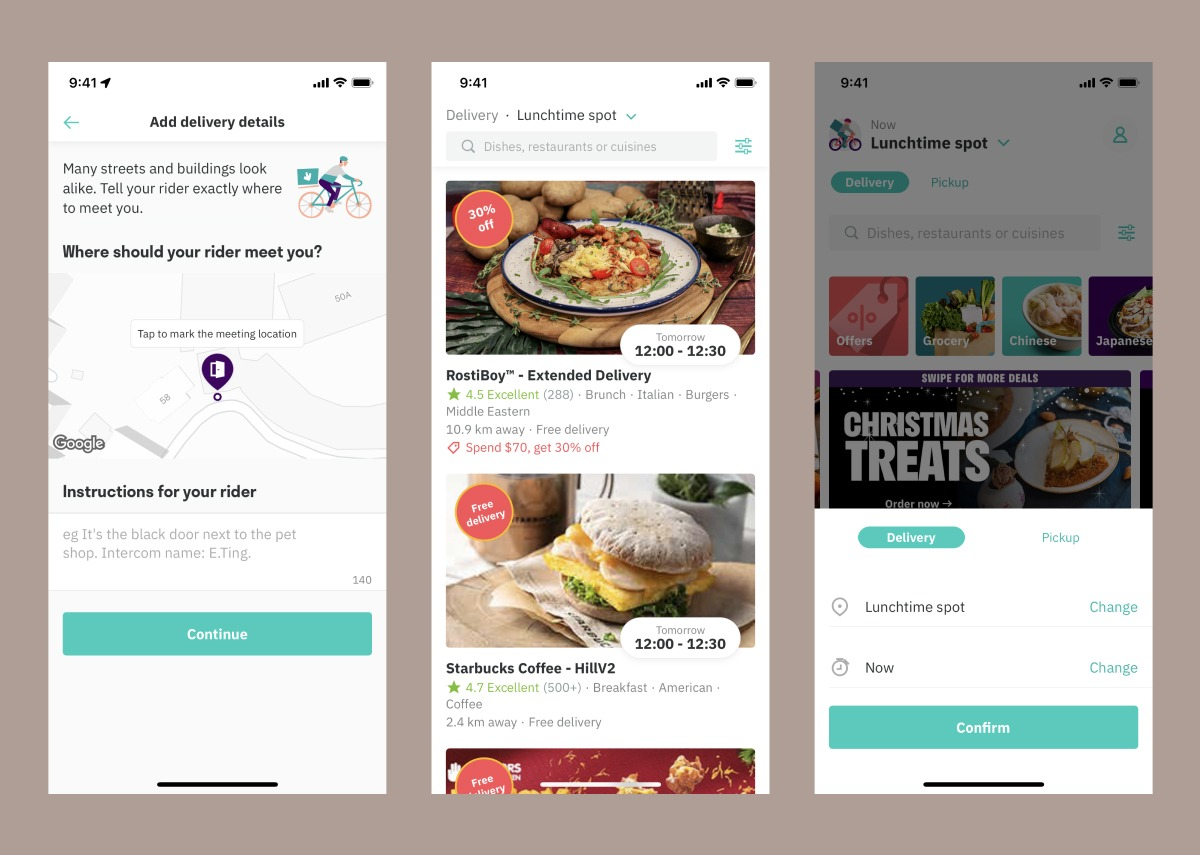 9:41
Add delivery details
Many streets and buildings look
alike. Tell your rider exactly where
to meet you.
Where should your rider meet you?
50A
Tap to mark the meeting location
58
Google
Instructions for your rider
eg It's the black door next to the pet
shop. Intercom name: E.Ting.
140
Continue
9:41
Delivery · Lunchtime spot
Dishes, restaurants or cuisines
30%
off
Tomorrow
12:00 - 12:30
RostiBoy™ - Extended Delivery
4.5 Excellent (288) · Brunch · Italian · Burgers ·
Middle Eastern
10.9 km away · Free delivery
Spend $70, get 30% off
Free
delivery
Tomorrow
12:00 - 12:30
Starbucks Coffee - HillV2
4.7 Excellent (500+) · Breakfast · American ·
Coffee
2.4 km away · Free delivery
Free
delivery
9:41
Now
Lunchtime spot
Delivery
Pickup
Dishes, restaurants or cuisines
Offers
Grocery
Chinese
Japanese
SWIPE FOR MORE DEALS
CHRISTMAS
TREATS
Order now →
Delivery
Pickup
Lunchtime spot
Change
Now
Change
Confirm